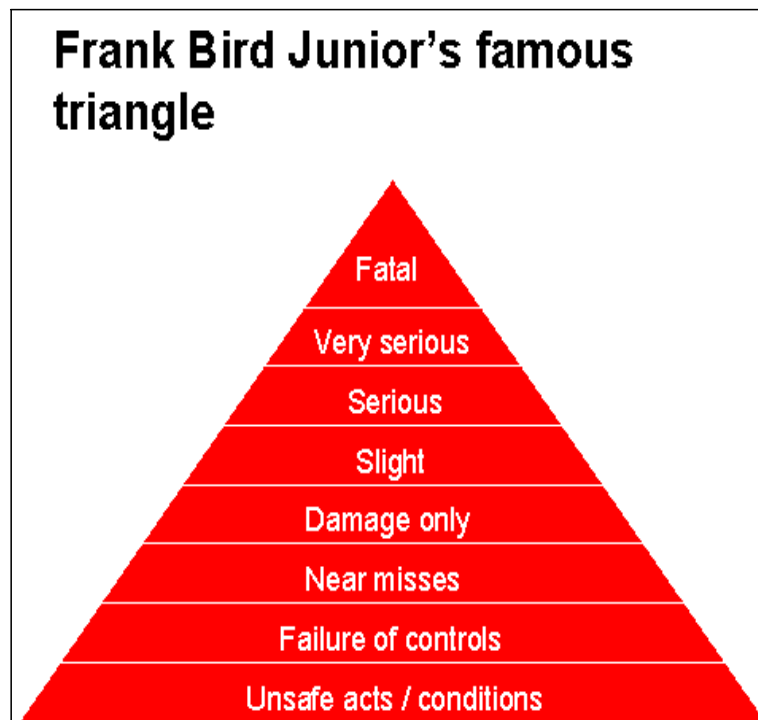 Frank Bird Junior’s famous
triangle
Fatal
Very serious
Serious
Slight
Damage only
Near misses
Failure of controls
Unsafe acts / conditions